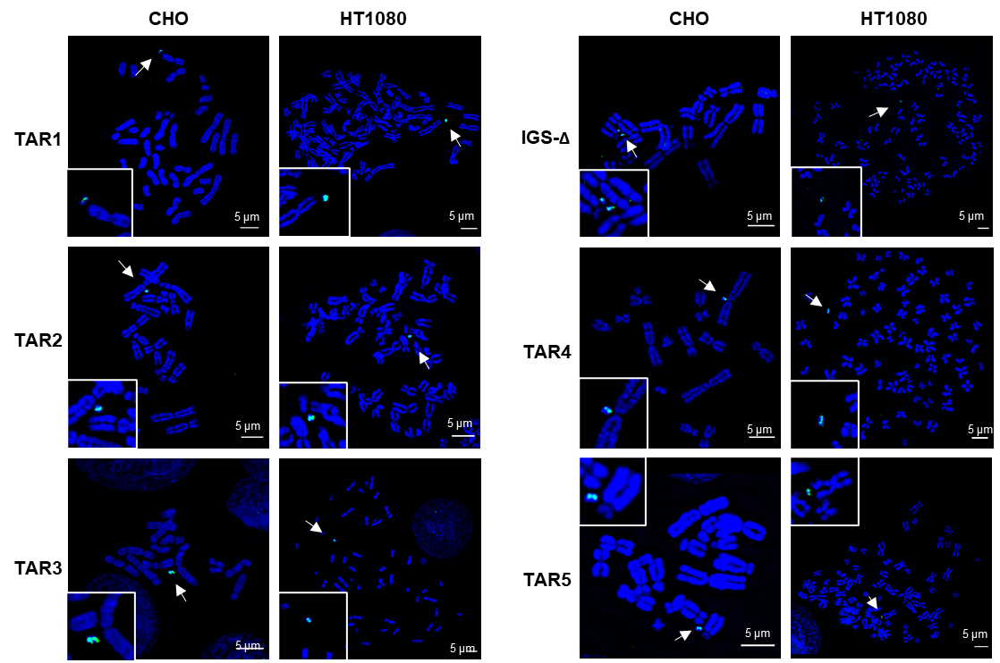 CHO HT1080 CHO HT1080
TAR1 5 µm 5 µm IGS-Δ 5 µm 5 µm
TAR2 5 µm 5 µm TAR4 5 µm 5 µm
TAR3 5 µm 5 µm TAR5 5 µm 5 µm